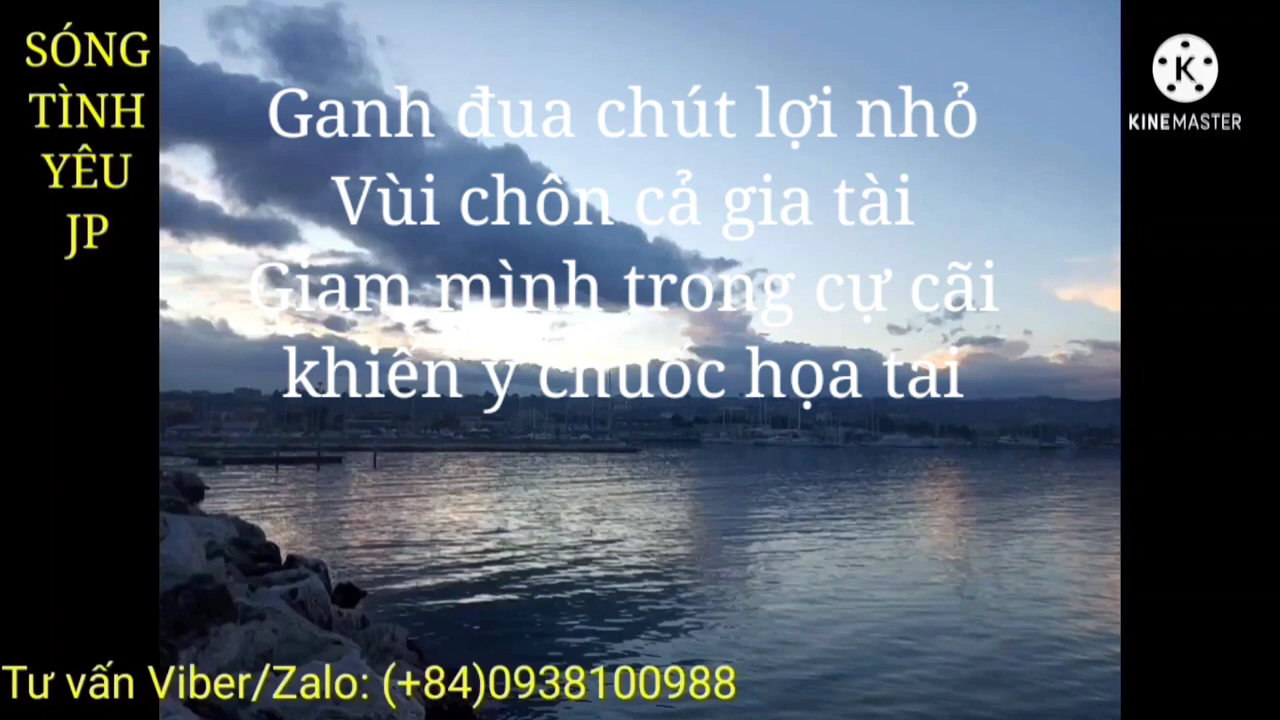 SÓNG
TÌNH
YÊU
JP
Ganh đua chút lợi nhỏ
Vùi chôn cả gia tài
Giam mình trong cự cãi
khiến ý chuốc họa tai
K
KINEMASTER
Tư vấn Viber/Zalo: (+84)0938100988